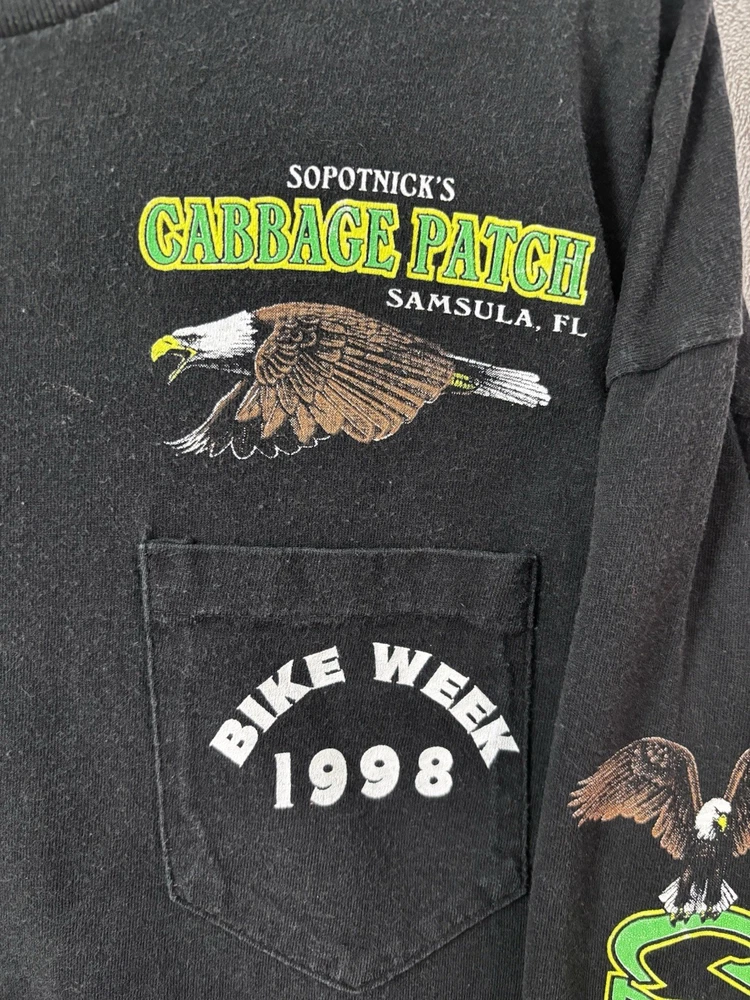 SOPOTNICK'S
CABBAGE PATCH
SAMSULA, FL
BIKE WEEK
1998
C